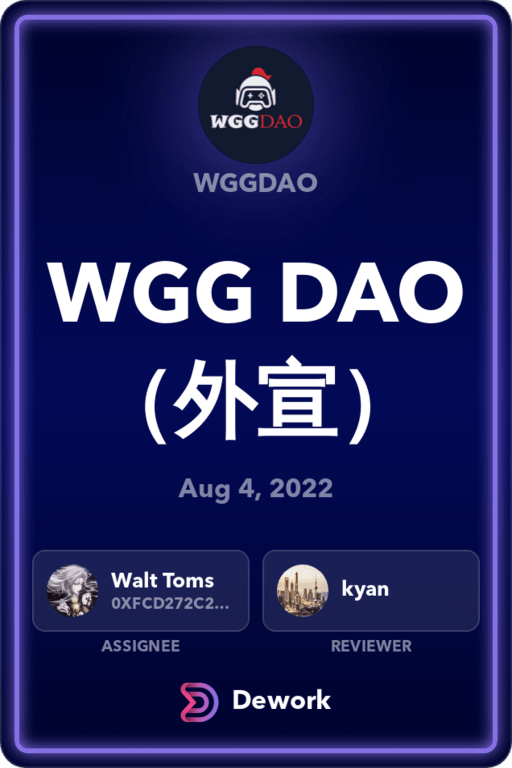 WGGDAO
WGGDAO
WGG DAO
（外宣）
Aug 4, 2022
Walt Toms
0XFCD272C2...
kyan
ASSIGNEE
REVIEWER
Dework